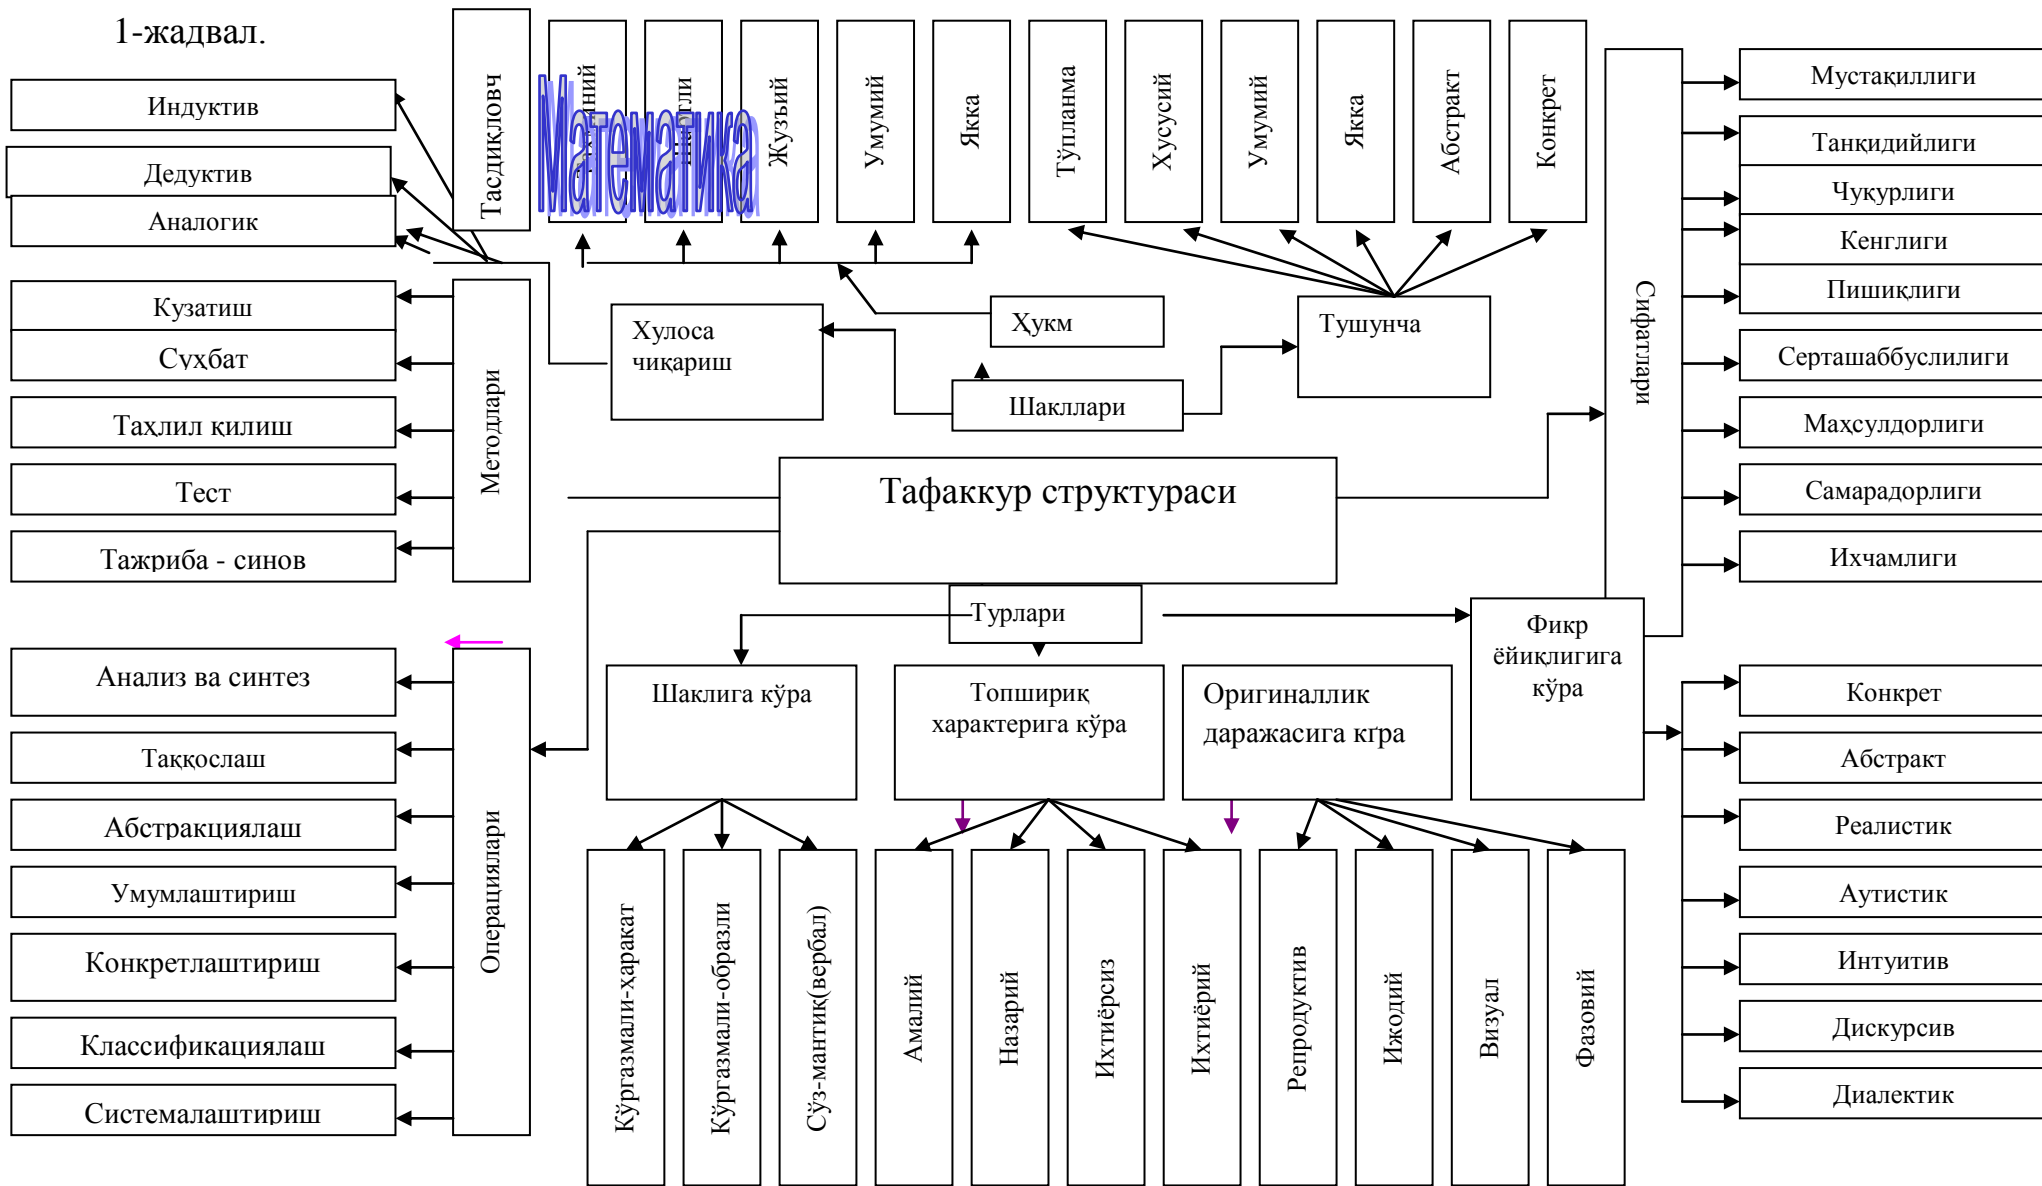 1-жадвал.
Индуктив
Дедуктив
Аналогик
Тасдиқловч
Математика
Жузъий
Умумий
Якка
Тўпланма
Хусусий
Умумий
Якка
Абстракт
Конкрет
Сифатлари
Мустақиллиги
Танқидийлиги
Чуқурлиги
Кенглиги
Пишиқлиги
Серташаббуслилиги
Маҳсулдорлиги
Самарадорлиги
Ихчамлиги
Кузатиш
Суҳбат
Таҳлил қилиш
Тест
Тажриба - синов
Методлари
Хулоса
чиқариш
Ҳукм
Тушунча
Шакллари
Тафаккур структураси
Турлари
Фикр
ёйиқлигига
кўра
Шаклига кўра
Топшириқ
характерига кўра
Оригиналлик
даражасига кґра
Анализ ва синтез
Таққослаш
Абстракциялаш
Умумлаштириш
Конкретлаштириш
Классификациялаш
Системалаштириш
Операциялари
Кўргазмали-ҳаракат
Кўргазмали-образли
Сўз-мантиқ(вербал)
Амалий
Назарий
Ихтиёрсиз
Ихтиёрий
Репродуктив
Ижодий
Визуал
Фазовий
Конкрет
Абстракт
Реалистик
Аутистик
Интуитив
Дискурсив
Диалектик